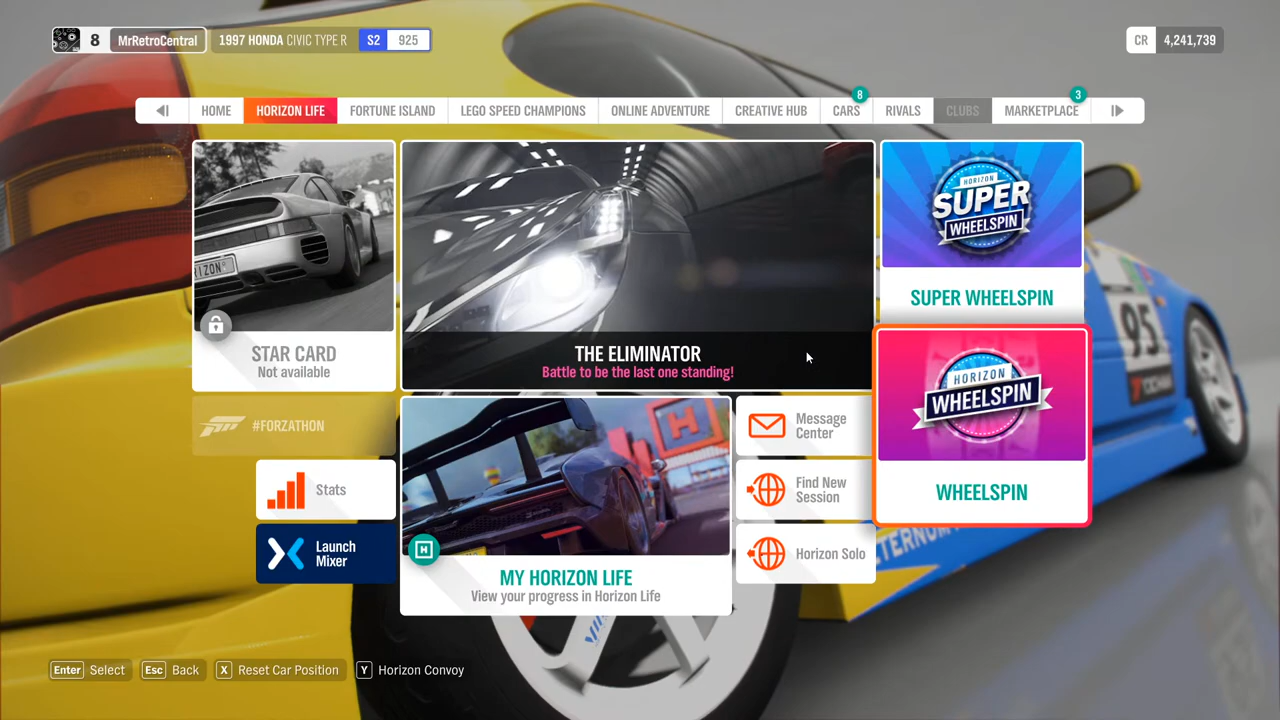 8 MrRetroCentral 1997 HONDA CIVIC TYPE R S2 925
CR 4,241,739
HOME HORIZON LIFE FORTUNE ISLAND LEGO SPEED CHAMPIONS ONLINE ADVENTURE CREATIVE HUB CARS 8 RIVALS CLUBS MARKETPLACE 3
STAR CARD
Not available
THE ELIMINATOR
Battle to be the last one standing!
HORIZON
SUPER
WHEELSPIN
SUPER WHEELSPIN
HORIZON
WHEELSPIN
WHEELSPIN
#FORZATHON
Stats
Launch
Mixer
H
MY HORIZON LIFE
View your progress in Horizon Life
Message
Center
Find New
Session
Horizon Solo
95
Enter Select Esc Back X Reset Car Position Y Horizon Convoy